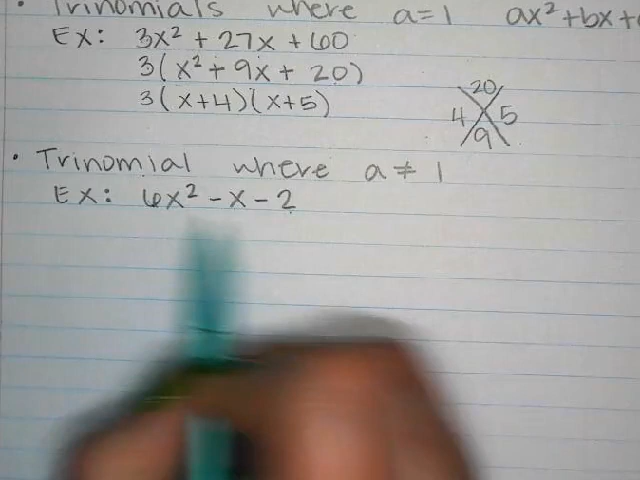 • Trinomials where a=1 ax²+bx+
Ex: 3x² + 27x + 60
3(x² + 9x + 20)
3(x+4)(x+5)
20
4 5
9
• Trinomial where a ≠ 1
Ex: 6x² - x - 2